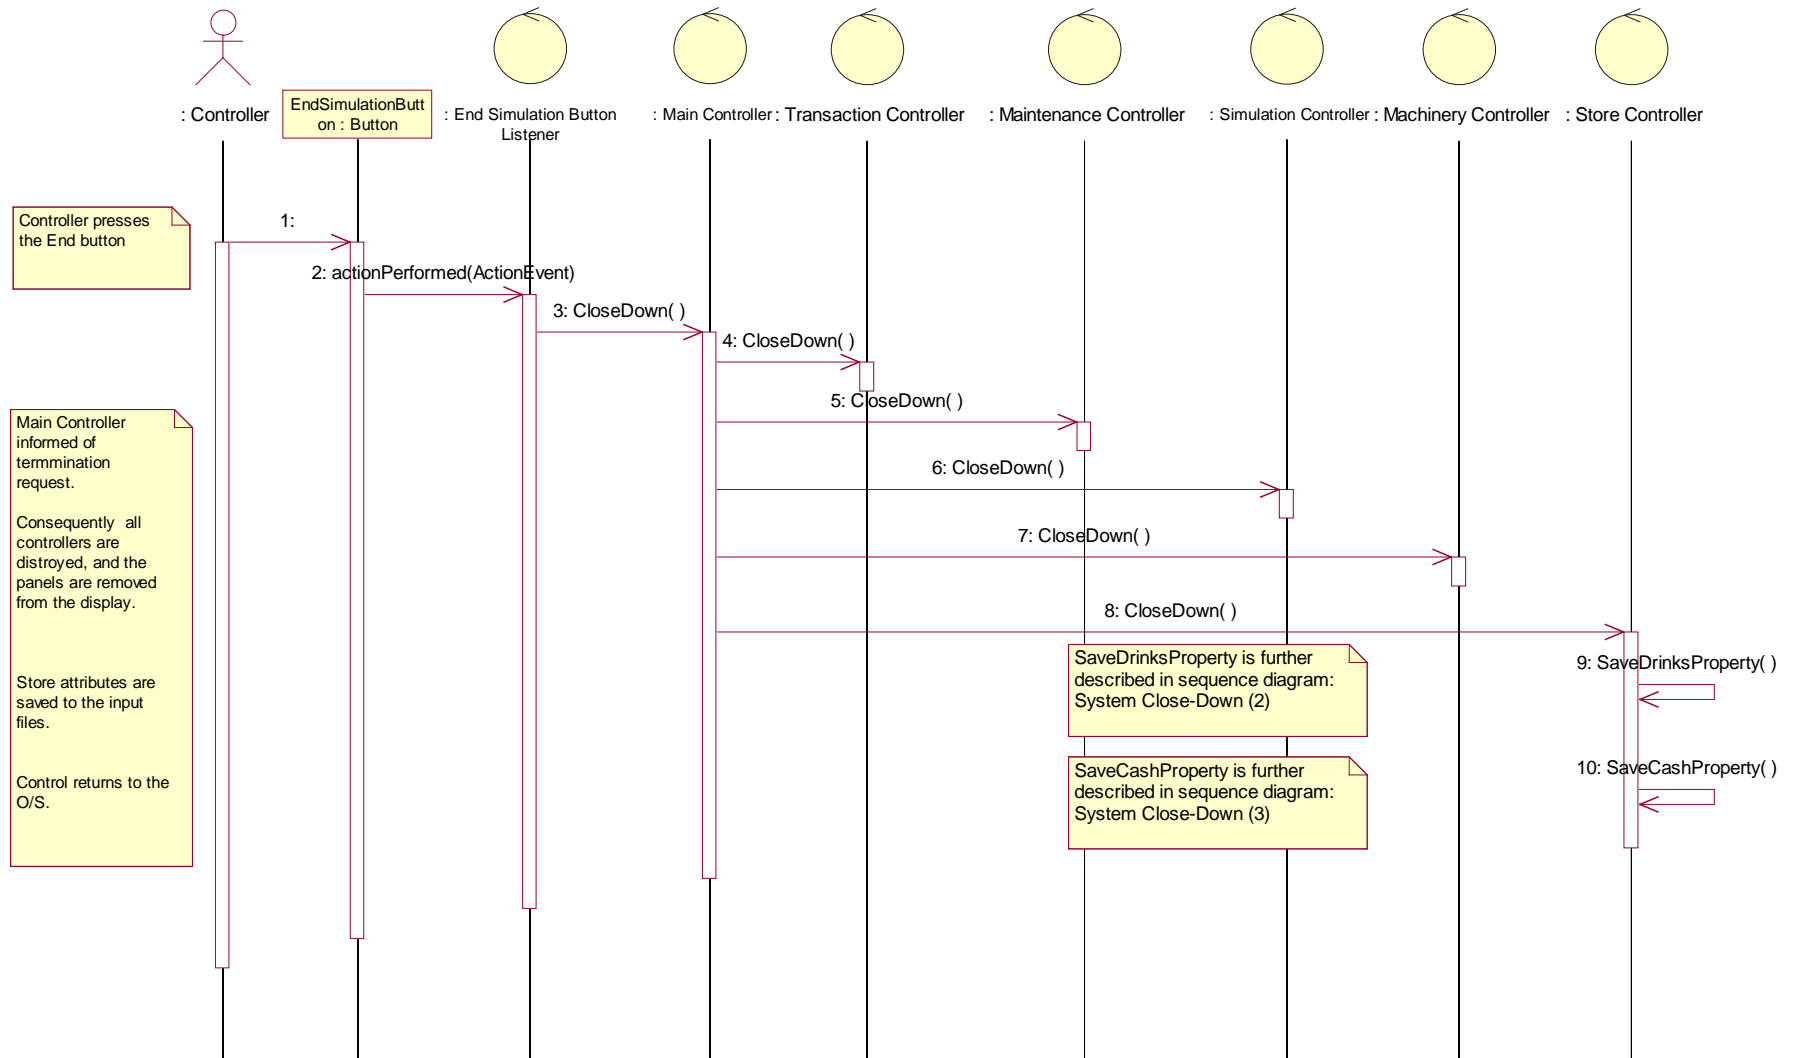 : Controller
EndSimulationButt
on : Button
: End Simulation Button
Listener
: Main Controller
: Transaction Controller
: Maintenance Controller
: Simulation Controller
: Machinery Controller
: Store Controller
Controller presses
the End button
1:
2: actionPerformed(ActionEvent)
3: CloseDown( )
4: CloseDown( )
5: CloseDown( )
Main Controller
informed of
termmination
request.
Consequently all
controllers are
distroyed, and the
panels are removed
from the display.
Store attributes are
saved to the input
files.
Control returns to the
O/S.
6: CloseDown( )
7: CloseDown( )
8: CloseDown( )
SaveDrinksProperty is further
described in sequence diagram:
System Close-Down (2)
9: SaveDrinksProperty( )
SaveCashProperty is further
described in sequence diagram:
System Close-Down (3)
10: SaveCashProperty( )